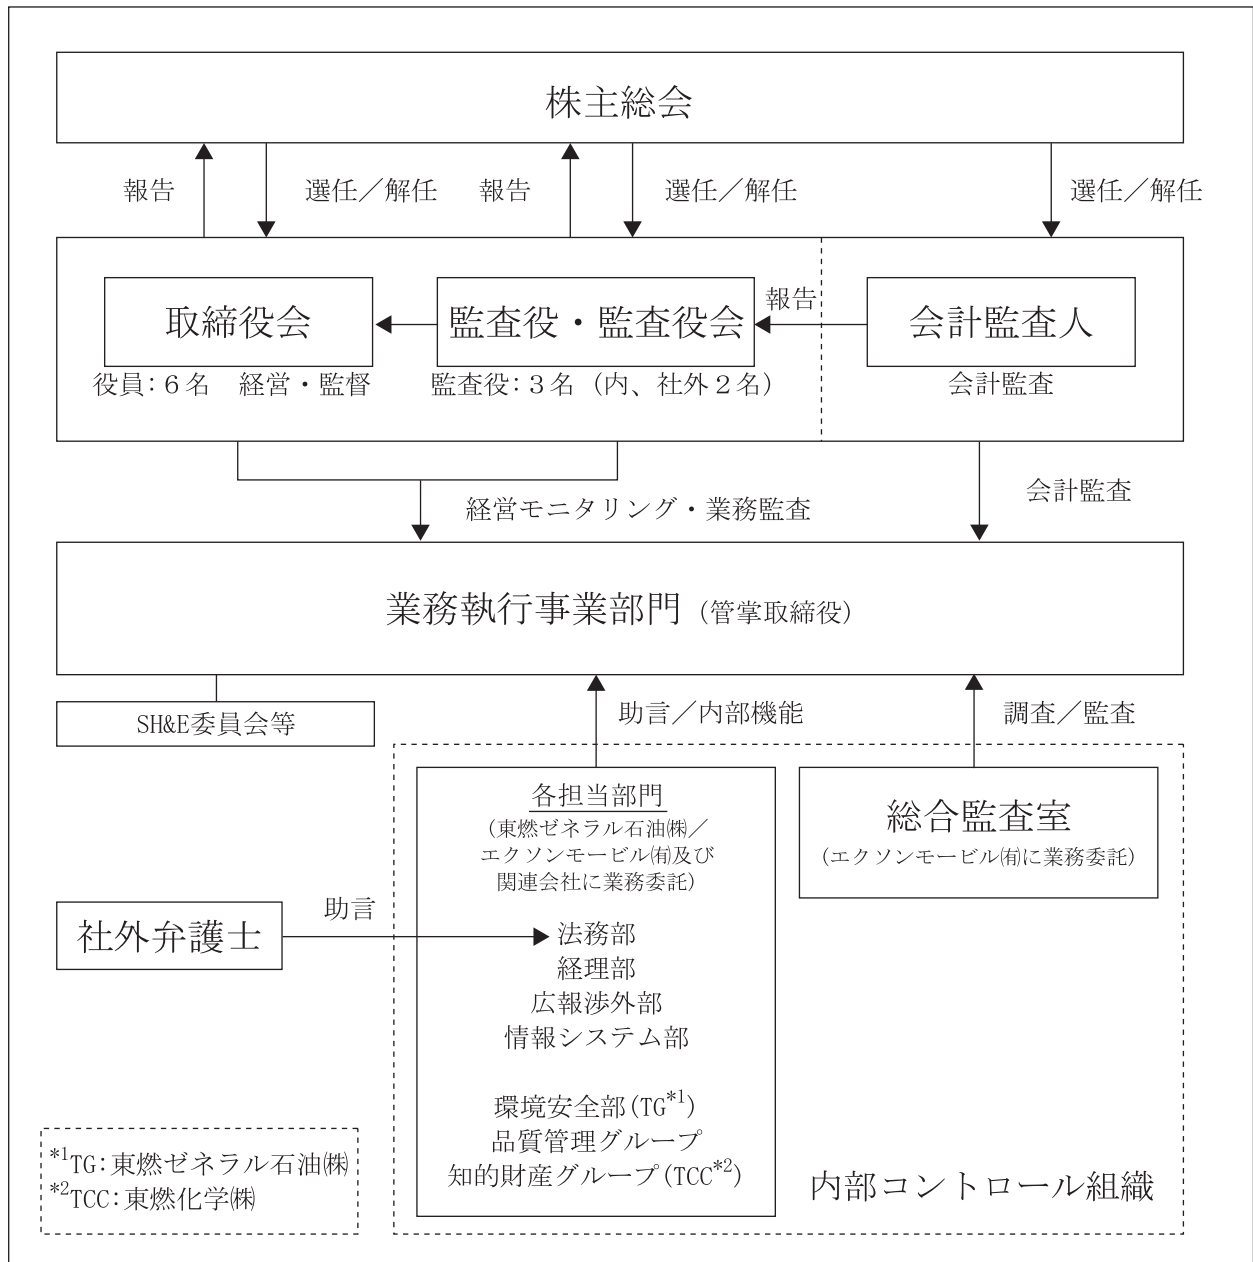 株主総会
報告
選任／解任
報告
選任／解任
選任／解任
取締役会
監査役・監査役会
報告
会計監査人
役員：６名　経営・監督
監査役：３名（内、社外２名）
会計監査
経営モニタリング・業務監査
会計監査
業務執行事業部門（管掌取締役）
SH&E委員会等
助言／内部機能
調査／監査
各担当部門
（東燃ゼネラル石油㈱／
エクソンモービル㈲及び
関連会社に業務委託）
総合監査室
（エクソンモービル㈲に業務委託）
社外弁護士
助言
法務部
経理部
広報渉外部
情報システム部
環境安全部(TG*1)
品質管理グループ
知的財産グループ(TCC*2)
*1TG：東燃ゼネラル石油㈱
*2TCC：東燃化学㈱
内部コントロール組織